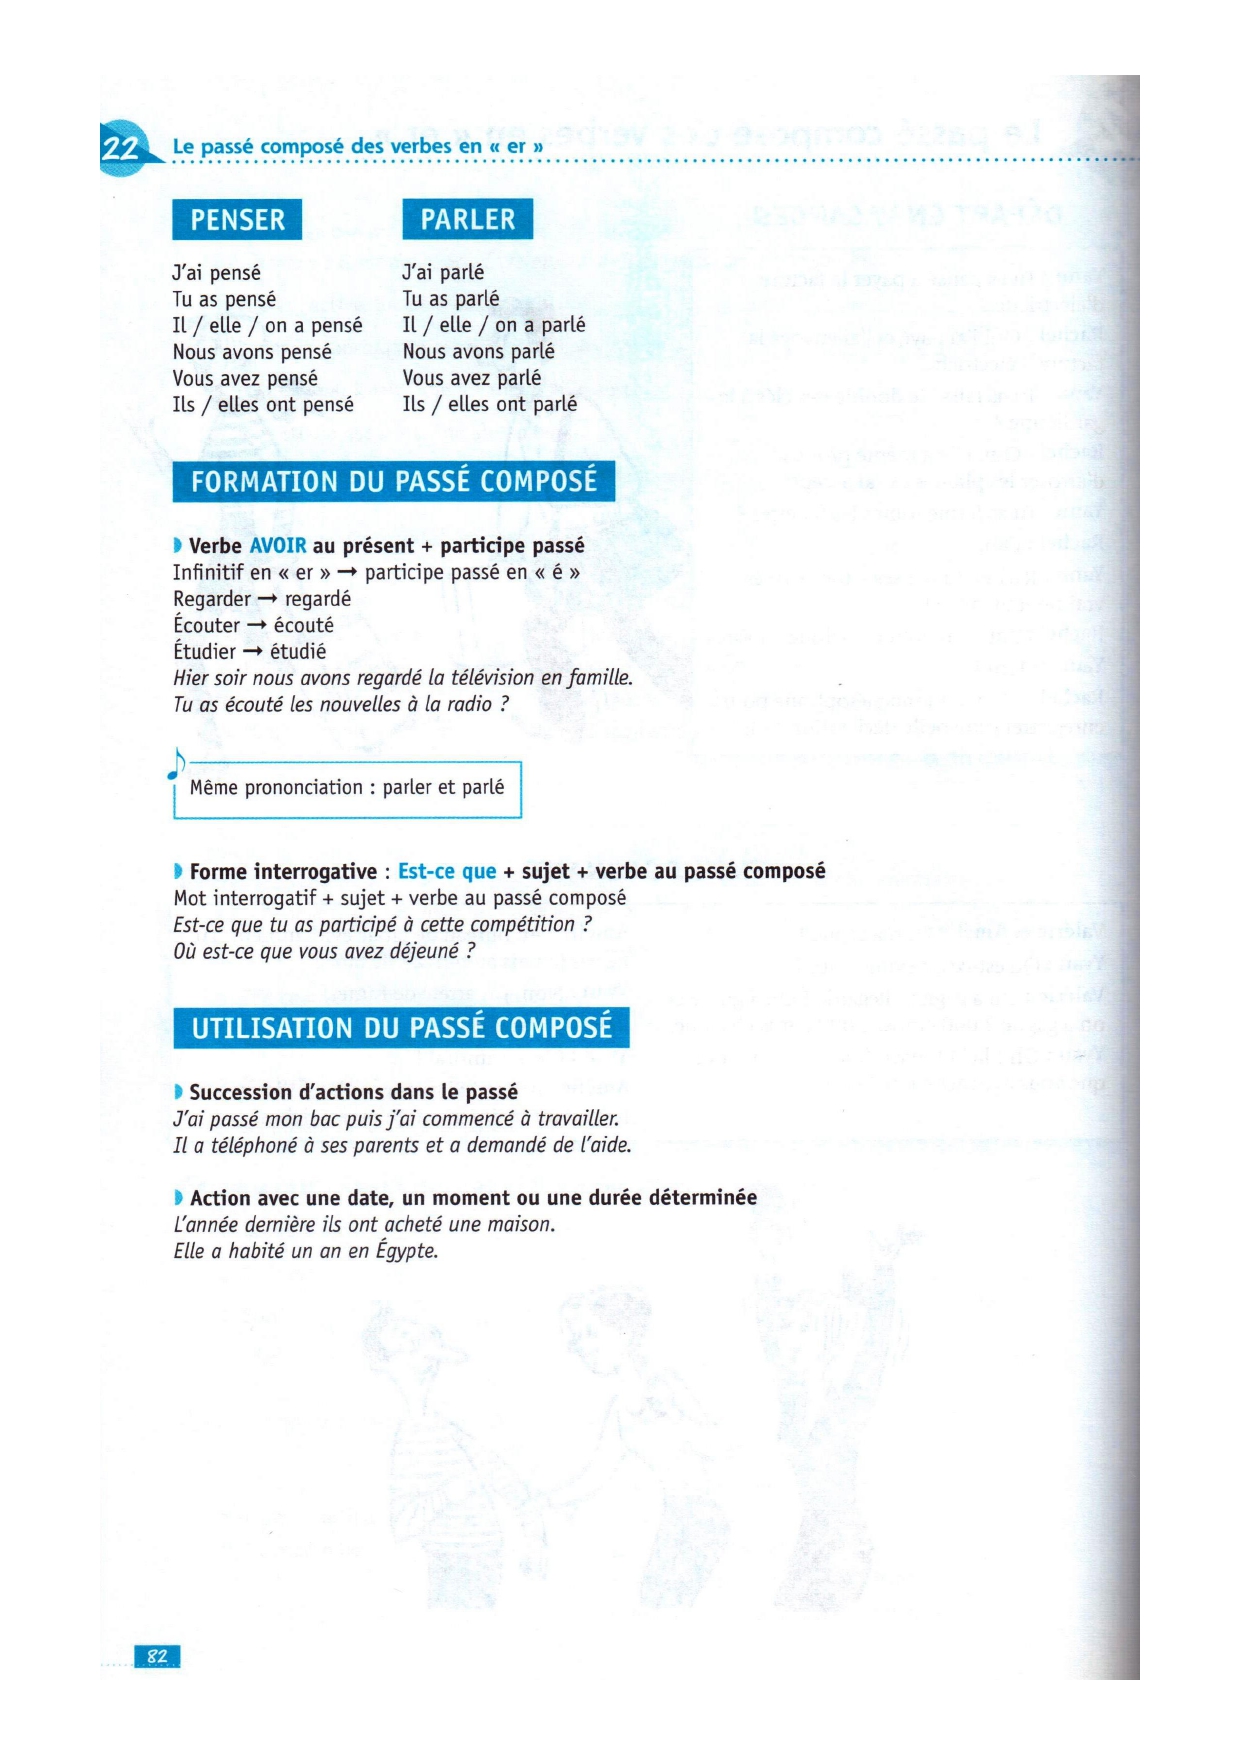 22
Le passé composé des verbes en « er »
PENSER
J'ai pensé
Tu as pensé
Il / elle / on a pensé
Nous avons pensé
Vous avez pensé
Ils / elles ont pensé
PARLER
J'ai parlé
Tu as parlé
Il / elle / on a parlé
Nous avons parlé
Vous avez parlé
Ils / elles ont parlé
FORMATION DU PASSÉ COMPOSÉ
Verbe AVOIR au présent + participe passé
Infinitif en « er » → participe passé en « é »
Regarder → regardé
Écouter → écouté
Étudier → étudié
Hier soir nous avons regardé la télévision en famille.
Tu as écouté les nouvelles à la radio ?
Même prononciation : parler et parlé
Forme interrogative : Est-ce que + sujet + verbe au passé composé
Mot interrogatif + sujet + verbe au passé composé
Est-ce que tu as participé à cette compétition ?
Où est-ce que vous avez déjeuné ?
UTILISATION DU PASSÉ COMPOSÉ
Succession d'actions dans le passé
J'ai passé mon bac puis j'ai commencé à travailler.
Il a téléphoné à ses parents et a demandé de l'aide.
Action avec une date, un moment ou une durée déterminée
L'année dernière ils ont acheté une maison.
Elle a habité un an en Égypte.
82